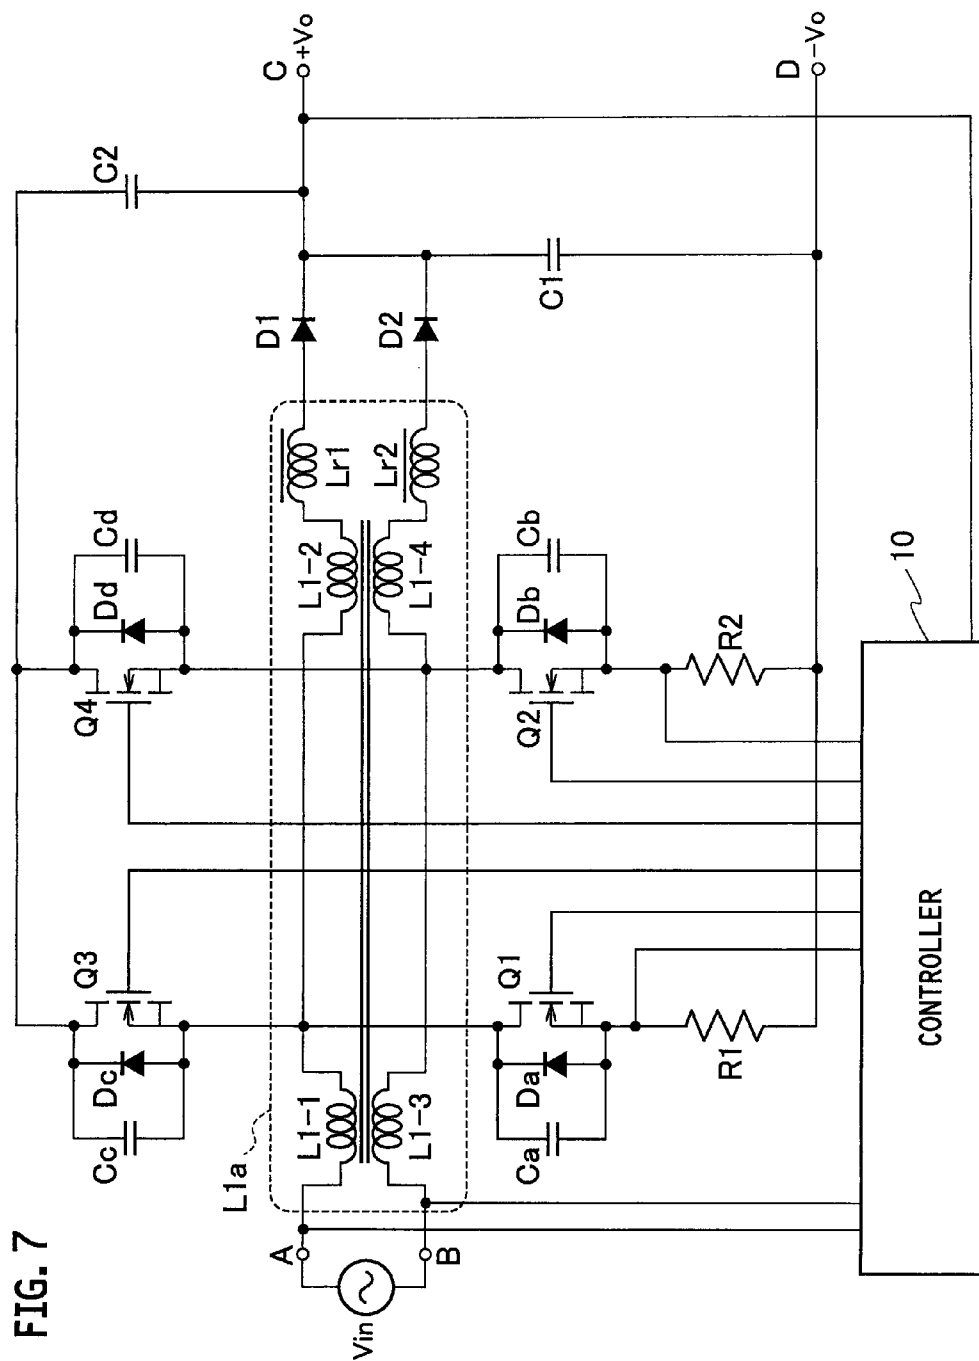 FIG. 7
Cc
Dc
Q3
Q4
Dd
Cd
C2
L1a
L1-1
L1-3
L1-2
L1-4
Lr1
Lr2
D1
D2
C +Vo
Vin
A
B
Ca
Da
Q1
Q2
Db
Cb
C1
D -Vo
R1
R2
10
CONTROLLER